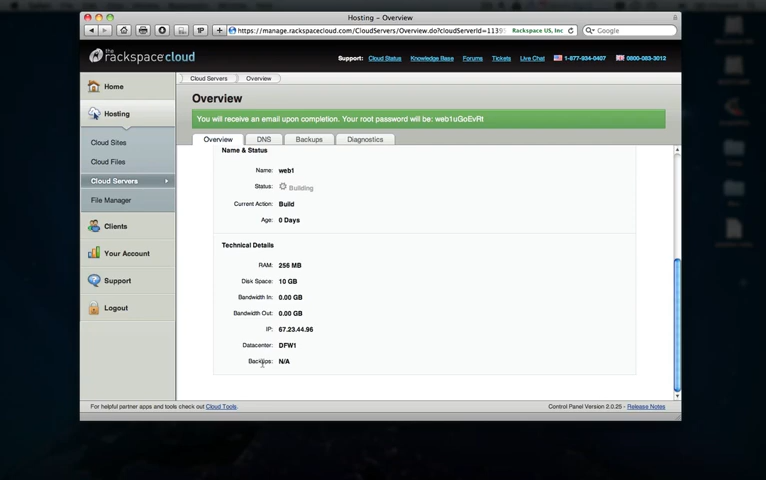 Hosting – Overview
https://manage.rackspacecloud.com/CloudServers/Overview.do?cloudServerId=1139
Rackspace US, Inc
Google
the rackspacecloud
Support: Cloud Status Knowledge Base Forums Tickets Live Chat 1-877-934-0407 0800-083-3012
Home
Hosting
Cloud Sites
Cloud Files
Cloud Servers
File Manager
Clients
Your Account
Support
Logout
Cloud Servers Overview
Overview
You will receive an email upon completion. Your root password will be: web1uGoEvRt
Overview DNS Backups Diagnostics
Name & Status
Name: web1
Status: Building
Current Action: Build
Age: 0 Days
Technical Details
RAM: 256 MB
Disk Space: 10 GB
Bandwidth In: 0.00 GB
Bandwidth Out: 0.00 GB
IP: 67.23.44.96
Datacenter: DFW1
Backups: N/A
For helpful partner apps and tools check out Cloud Tools.
Control Panel Version 2.0.25 - Release Notes